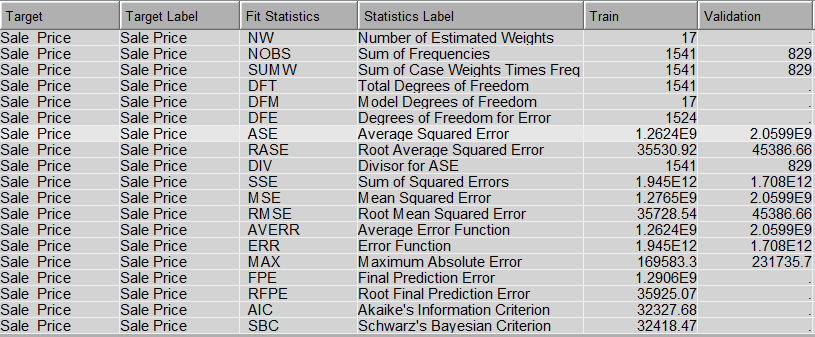 Target Target Label Fit Statistics Statistics Label Train Validation
Sale Price Sale Price NW Number of Estimated Weights 17 .
Sale Price Sale Price NOBS Sum of Frequencies 1541 829
Sale Price Sale Price SUMW Sum of Case Weights Times Freq 1541 829
Sale Price Sale Price DFT Total Degrees of Freedom 1541 .
Sale Price Sale Price DFM Model Degrees of Freedom 17 .
Sale Price Sale Price DFE Degrees of Freedom for Error 1524 .
Sale Price Sale Price ASE Average Squared Error 1.2624E9 2.0599E9
Sale Price Sale Price RASE Root Average Squared Error 35530.92 45386.66
Sale Price Sale Price DIV Divisor for ASE 1541 829
Sale Price Sale Price SSE Sum of Squared Errors 1.945E12 1.708E12
Sale Price Sale Price MSE Mean Squared Error 1.2765E9 2.0599E9
Sale Price Sale Price RMSE Root Mean Squared Error 35728.54 45386.66
Sale Price Sale Price AVERR Average Error Function 1.2624E9 2.0599E9
Sale Price Sale Price ERR Error Function 1.945E12 1.708E12
Sale Price Sale Price MAX Maximum Absolute Error 169583.3 231735.7
Sale Price Sale Price FPE Final Prediction Error 1.2906E9 .
Sale Price Sale Price RFPE Root Final Prediction Error 35925.07 .
Sale Price Sale Price AIC Akaike's Information Criterion 32327.68 .
Sale Price Sale Price SBC Schwarz's Bayesian Criterion 32418.47 .